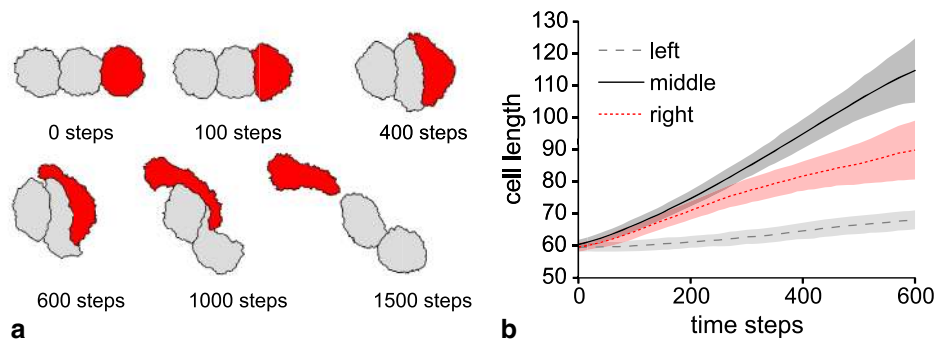 a
0 steps
100 steps
400 steps
600 steps
1000 steps
1500 steps
b
cell length
130
120
110
100
90
80
70
60
50
left
middle
right
0
200
400
600
time steps